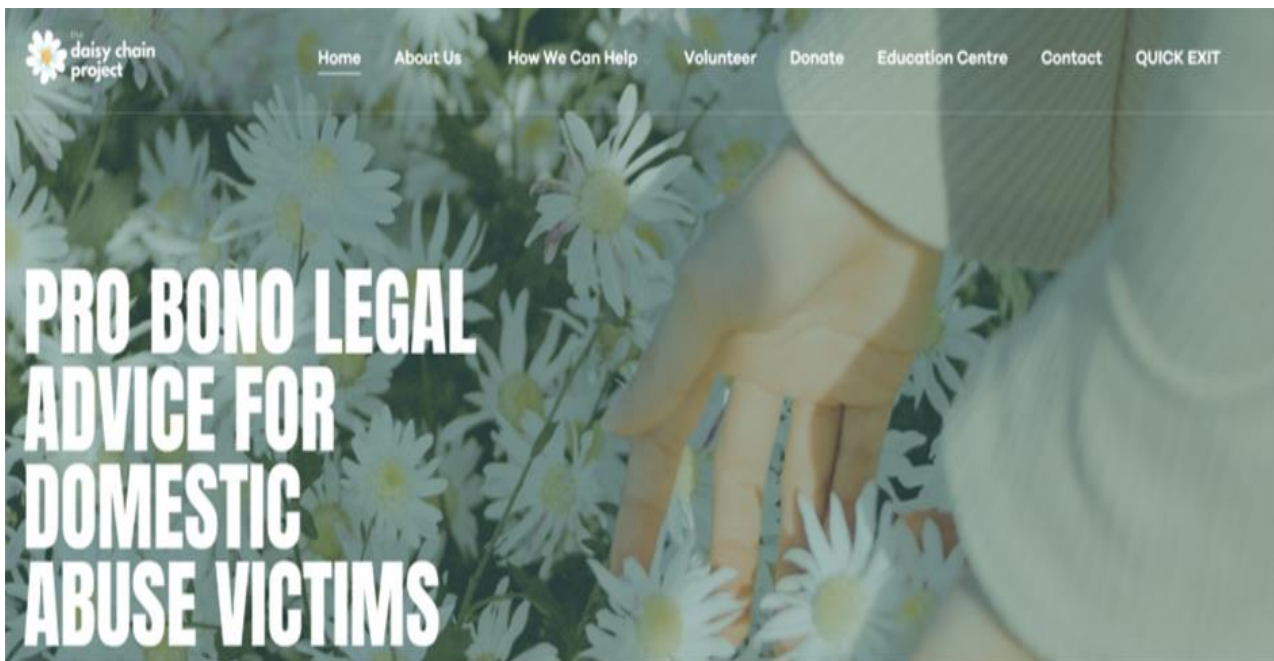 the
daisy chain
project
Home About Us How We Can Help Volunteer Donate Education Centre Contact QUICK EXIT
PRO BONO LEGAL
ADVICE FOR
DOMESTIC
ABUSE VICTIMS